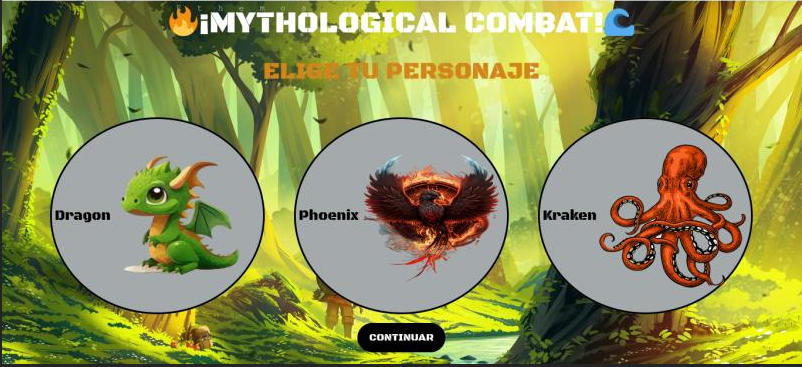 🔥¡MYTHOLOGICAL COMBAT!🌊
ELIGE TU PERSONAJE
Dragon
Phoenix
Kraken
CONTINUAR